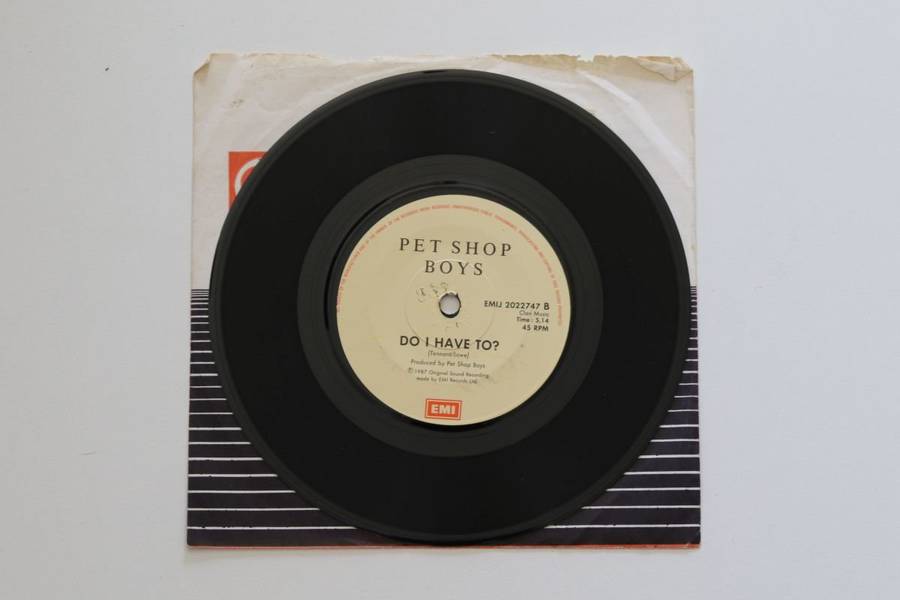 PET SHOP
BOYS
EMIJ 2022747 B
Clan Music
Time: 5.14
45 RPM
DO I HAVE TO?
(Tennant/Lowe)
Produced by Pet Shop Boys
Ⓟ 1987 Original Sound Recording
made by EMI Records Ltd.
EMI